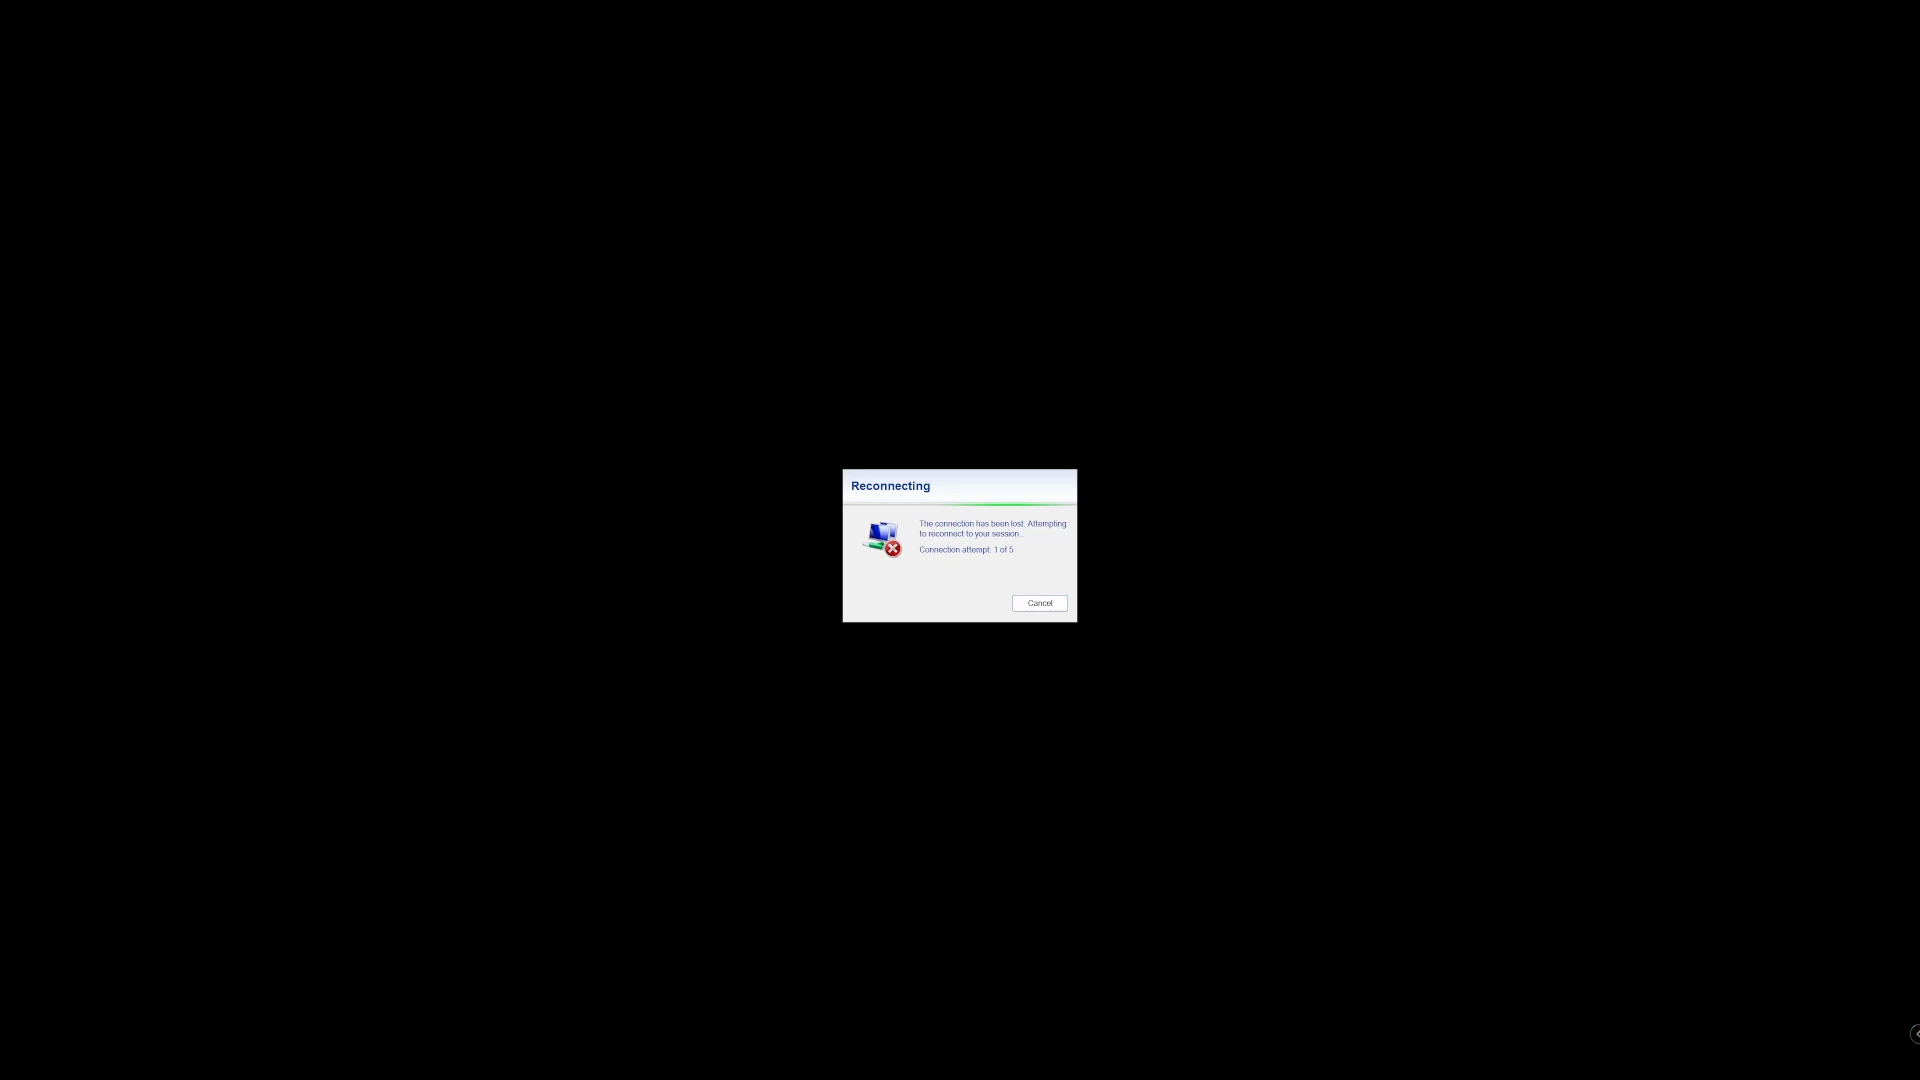 Reconnecting
The connection has been lost. Attempting
to reconnect to your session...
Connection attempt: 1 of 5
Cancel